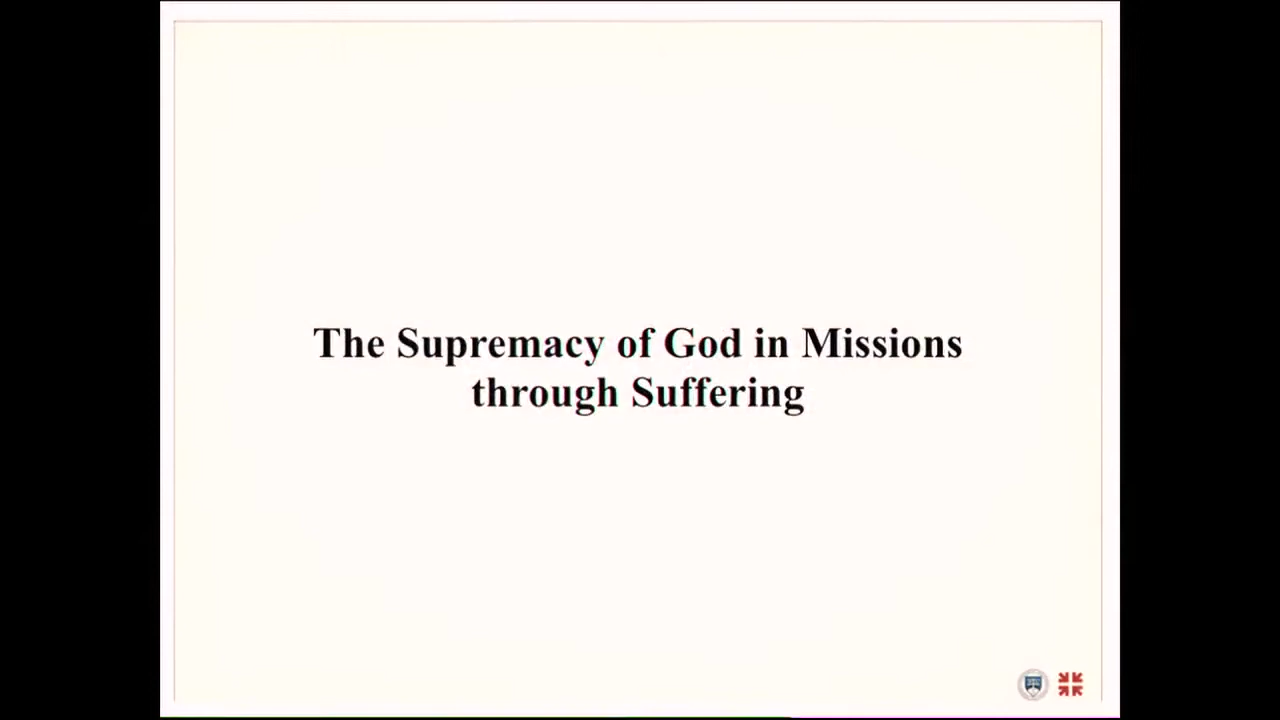 The Supremacy of God in Missions
through Suffering